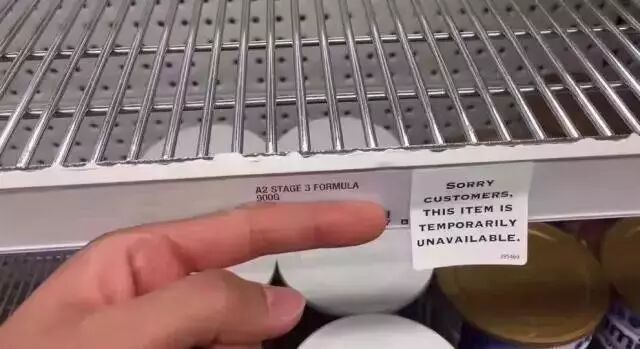 A2 STAGE 3 FORMULA
900G
SORRY
CUSTOMERS,
THIS ITEM IS
TEMPORARILY
UNAVAILABLE.